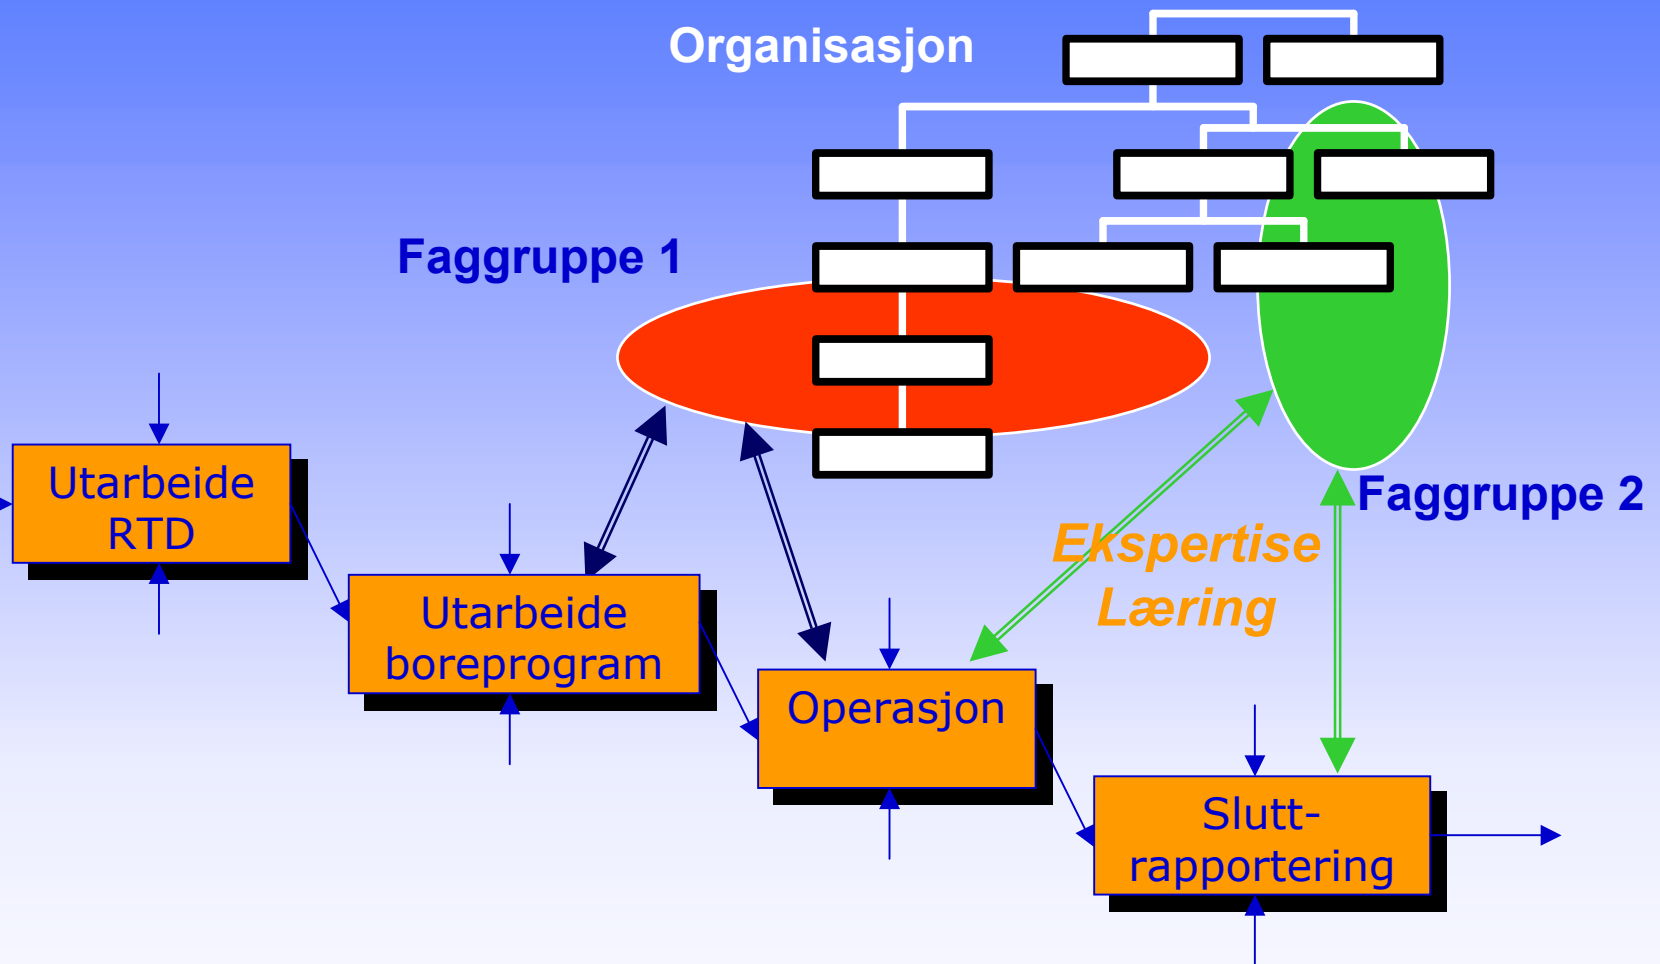 Organisasjon
Faggruppe 1
Utarbeide
RTD
Faggruppe 2
Ekspertise
Læring
Utarbeide
boreprogram
Operasjon
Slutt-
rapportering